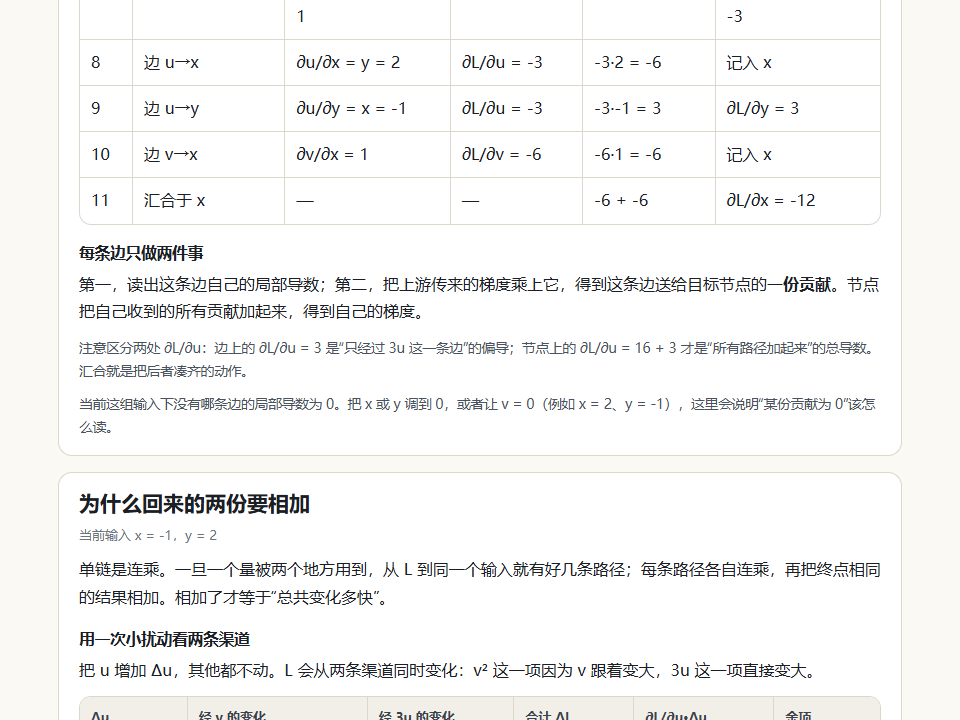 1 -3
8 边 u→x ∂u/∂x = y = 2 ∂L/∂u = -3 -3·2 = -6 记入 x
9 边 u→y ∂u/∂y = x = -1 ∂L/∂u = -3 -3·-1 = 3 ∂L/∂y = 3
10 边 v→x ∂v/∂x = 1 ∂L/∂v = -6 -6·1 = -6 记入 x
11 汇合于 x — — -6 + -6 ∂L/∂x = -12
每条边只做两件事
第一，读出这条边自己的局部导数；第二，把上游传来的梯度乘上它，得到这条边送给目标节点的一份贡献。节点
把自己收到的所有贡献加起来，得到自己的梯度。
注意区分两处 ∂L/∂u：边上的 ∂L/∂u = 3 是“只经过 3u 这一条边”的偏导；节点上的 ∂L/∂u = 16 + 3 才是“所有路径加起来”的总导数。
汇合就是把后者凑齐的动作。
当前这组输入下没有哪条边的局部导数为 0。把 x 或 y 调到 0，或者让 v = 0（例如 x = 2、y = -1），这里会说明“某份贡献为 0”该怎
么读。
为什么回来的两份要相加
当前输入 x = -1，y = 2
单链是连乘。一旦一个量被两个地方用到，从 L 到同一个输入就有好几条路径；每条路径各自连乘，再把终点相同
的结果相加。相加了才等于“总共变化多快”。
用一次小扰动看两条渠道
把 u 增加 Δu，其他都不动。L 会从两条渠道同时变化：v² 这一项因为 v 跟着变大，3u 这一项直接变大。
Δu 经 v 的变化 经 3u 的变化 合计 ΔL ∂L/∂u·Δu 余项